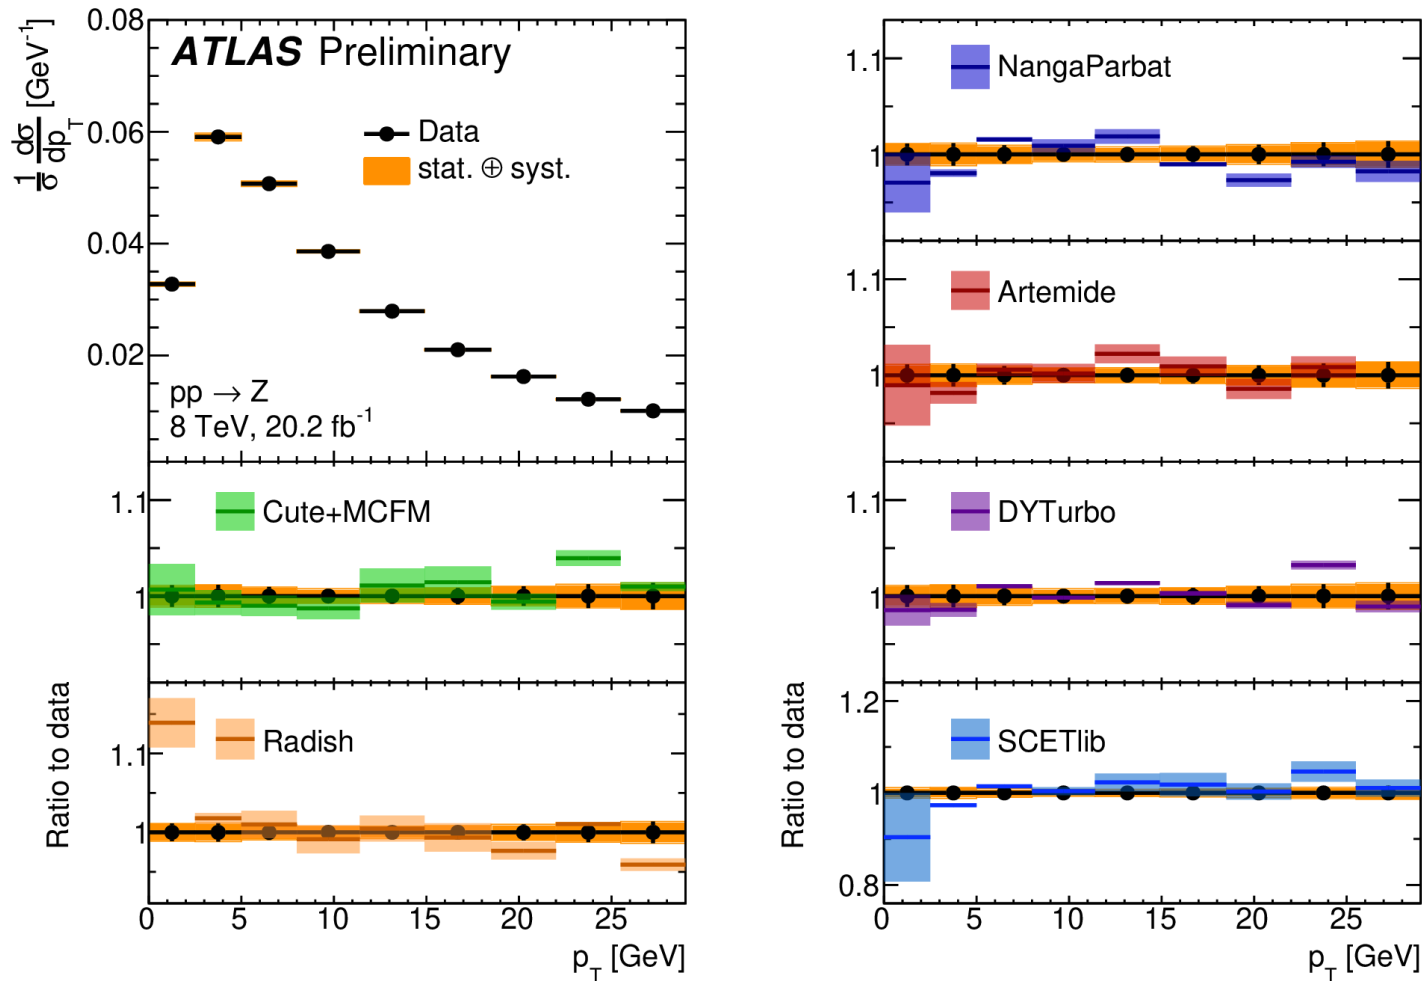 ATLAS Preliminary
1/σ dσ/dp_T [GeV^-1]
0.08
0.06
0.04
0.02
Data
stat. ⊕ syst.
pp → Z
8 TeV, 20.2 fb^-1
1.1
1
Cute+MCFM
Ratio to data
1.1
1
Radish
0 5 10 15 20 25
p_T [GeV]
1.1
1
NangaParbat
1.1
1
Artemide
1.1
1
DYTurbo
Ratio to data
1.2
1
0.8
SCETlib
0 5 10 15 20 25
p_T [GeV]